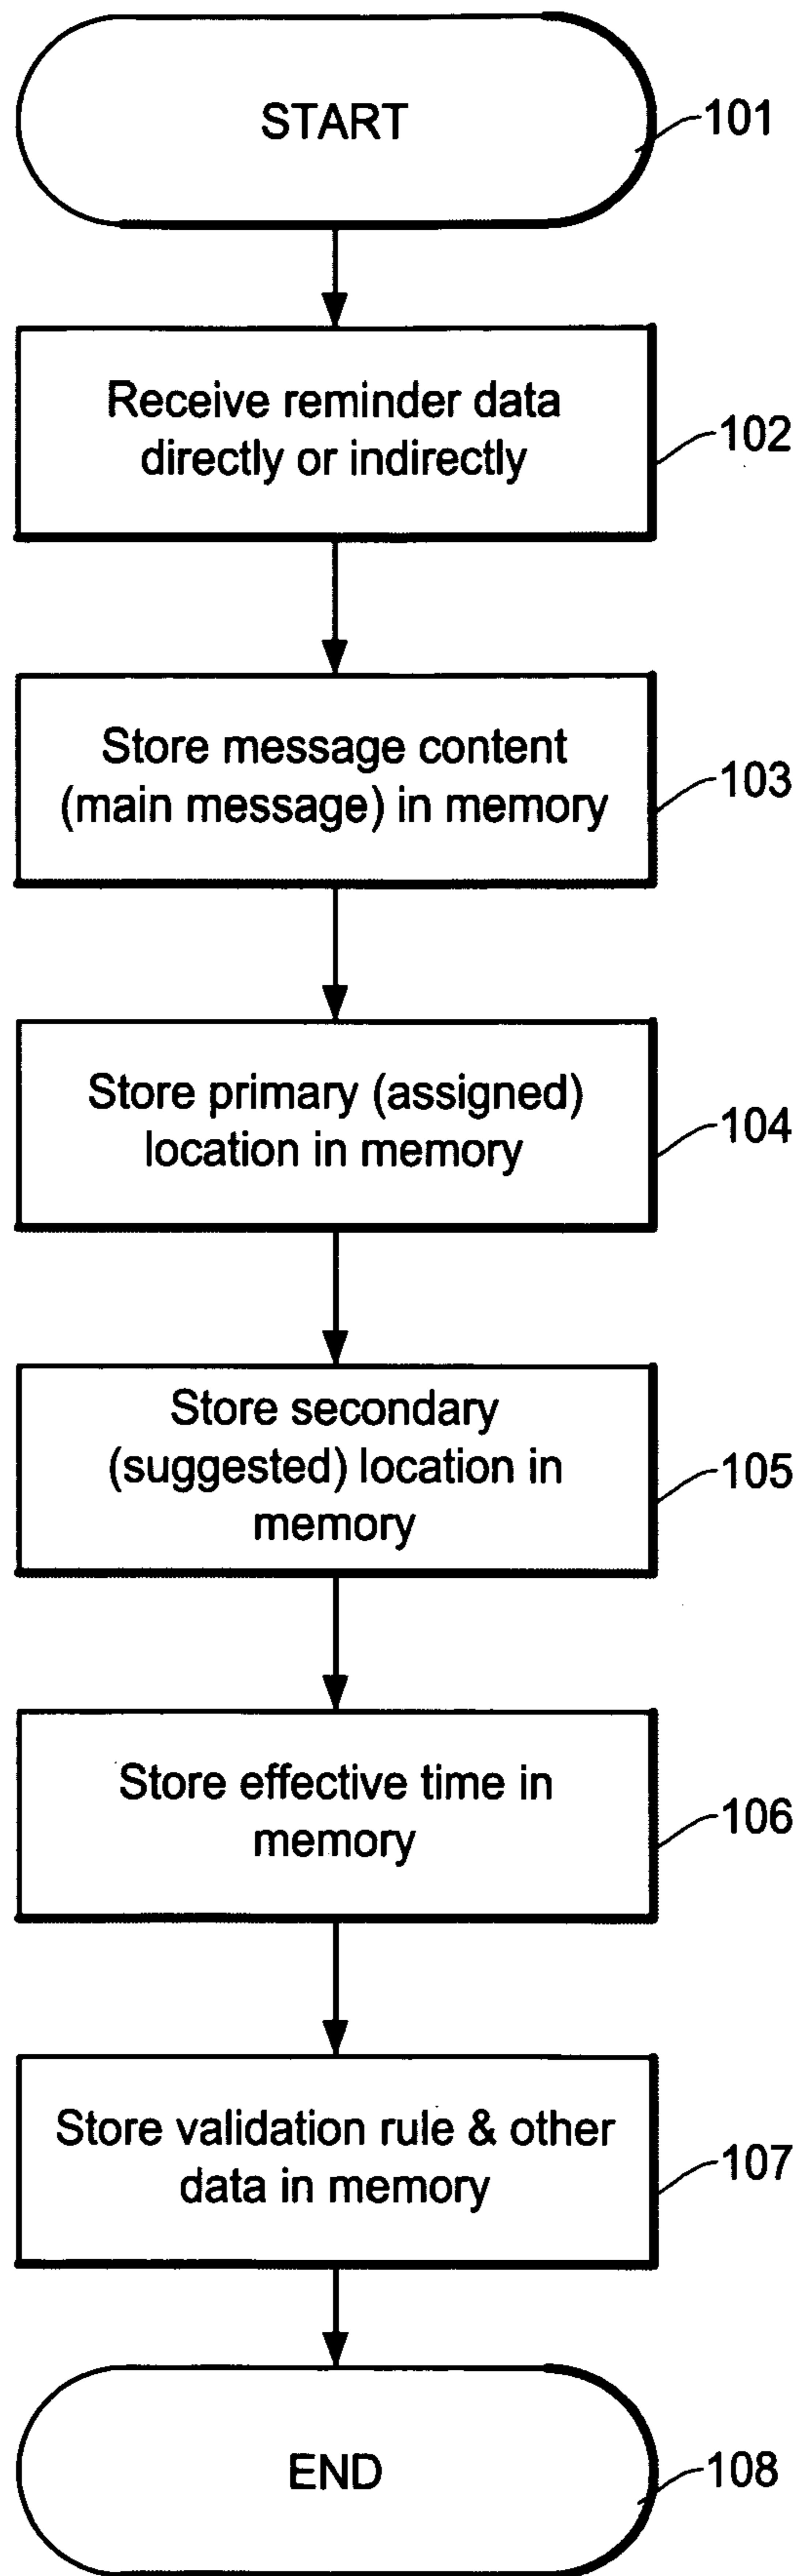 START
101
Receive reminder data
directly or indirectly
102
Store message content
(main message) in memory
103
Store primary (assigned)
location in memory
104
Store secondary
(suggested) location in
memory
105
Store effective time in
memory
106
Store validation rule & other
data in memory
107
END
108